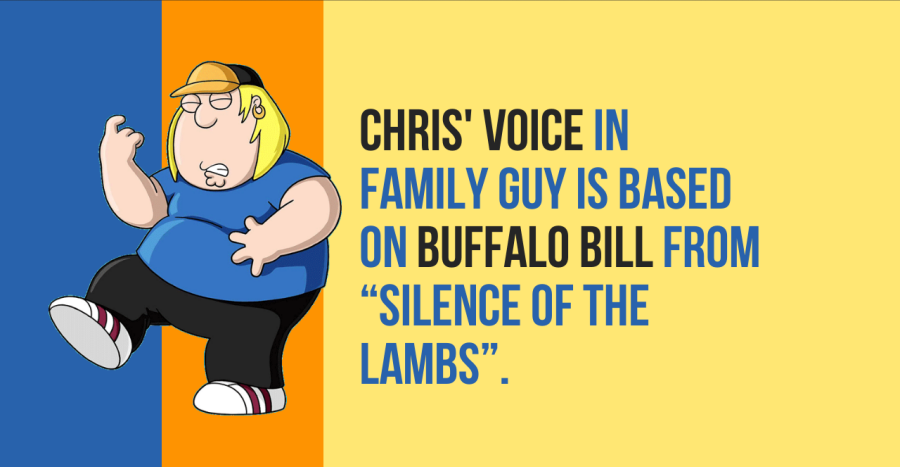 CHRIS' VOICE IN
FAMILY GUY IS BASED
ON BUFFALO BILL FROM
“SILENCE OF THE
LAMBS”.